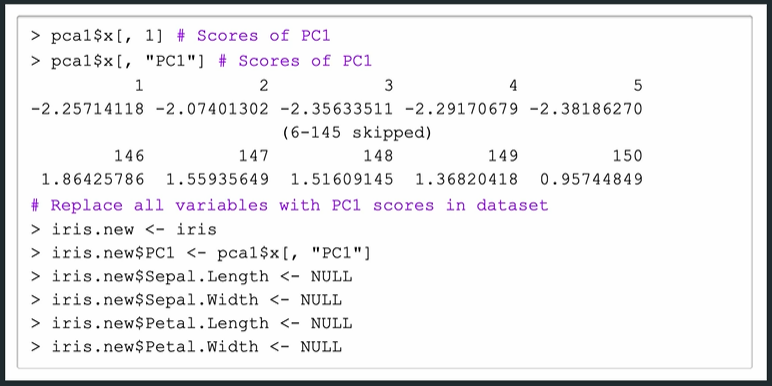 > pca1$x[, 1] # Scores of PC1
> pca1$x[, "PC1"] # Scores of PC1
1 2 3 4 5
-2.25714118 -2.07401302 -2.35633511 -2.29170679 -2.38186270
(6-145 skipped)
146 147 148 149 150
1.86425786 1.55935649 1.51609145 1.36820418 0.95744849
# Replace all variables with PC1 scores in dataset
> iris.new <- iris
> iris.new$PC1 <- pca1$x[, "PC1"]
> iris.new$Sepal.Length <- NULL
> iris.new$Sepal.Width <- NULL
> iris.new$Petal.Length <- NULL
> iris.new$Petal.Width <- NULL